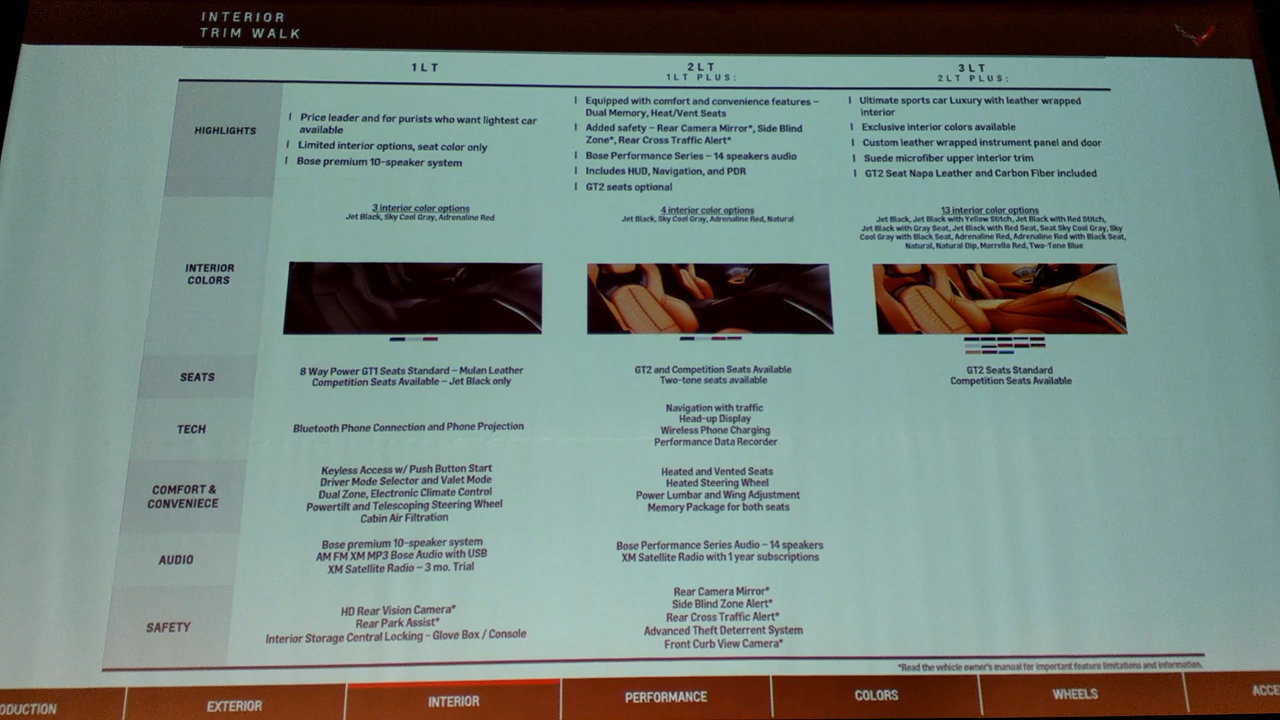 INTERIOR
TRIM WALK
1LT
2LT
1LT PLUS:
3LT
2LT PLUS:
HIGHLIGHTS
Price leader and for purists who want lightest car
available
Limited interior options, seat color only
Bose premium 10-speaker system
Equipped with comfort and convenience features –
Dual Memory, Heat/Vent Seats
Added safety – Rear Camera Mirror*, Side Blind
Zone*, Rear Cross Traffic Alert*
Bose Performance Series – 14 speakers audio
Includes HUD, Navigation, and PDR
GT2 seats optional
Ultimate sports car Luxury with leather wrapped
interior
Exclusive interior colors available
Custom leather wrapped instrument panel and door
Suede microfiber upper interior trim
GT2 Seat Napa Leather and Carbon Fiber included
INTERIOR
COLORS
3 interior color options
Jet Black, Sky Cool Gray, Adrenaline Red
4 interior color options
Jet Black, Sky Cool Gray, Adrenaline Red, Natural
13 interior color options
Jet Black, Jet Black with Yellow Stitch, Jet Black with Red Stitch,
Jet Black with Gray Seat, Jet Black with Red Seat, Seat Sky Cool Gray, Sky
Cool Gray with Black Seat, Adrenaline Red, Adrenaline Red with Black Seat,
Natural, Natural Dip, Morrello Red, Two-Tone Blue
SEATS
8 Way Power GT1 Seats Standard – Mulan Leather
Competition Seats Available – Jet Black only
GT2 and Competition Seats Available
Two-tone seats available
GT2 Seats Standard
Competition Seats Available
TECH
Bluetooth Phone Connection and Phone Projection
Navigation with traffic
Head-up Display
Wireless Phone Charging
Performance Data Recorder
COMFORT &
CONVENIECE
Keyless Access w/ Push Button Start
Driver Mode Selector and Valet Mode
Dual Zone, Electronic Climate Control
Powertilt and Telescoping Steering Wheel
Cabin Air Filtration
Heated and Vented Seats
Heated Steering Wheel
Power Lumbar and Wing Adjustment
Memory Package for both seats
AUDIO
Bose premium 10-speaker system
AM FM XM MP3 Bose Audio with USB
XM Satellite Radio – 3 mo. Trial
Bose Performance Series Audio – 14 speakers
XM Satellite Radio with 1 year subscriptions
SAFETY
HD Rear Vision Camera*
Rear Park Assist*
Interior Storage Central Locking – Glove Box / Console
Rear Camera Mirror*
Side Blind Zone Alert*
Rear Cross Traffic Alert*
Advanced Theft Deterrent System
Front Curb View Camera*
*Read the vehicle owner's manual for important feature limitations and information.
ODUCTION
EXTERIOR
INTERIOR
PERFORMANCE
COLORS
WHEELS
ACCE